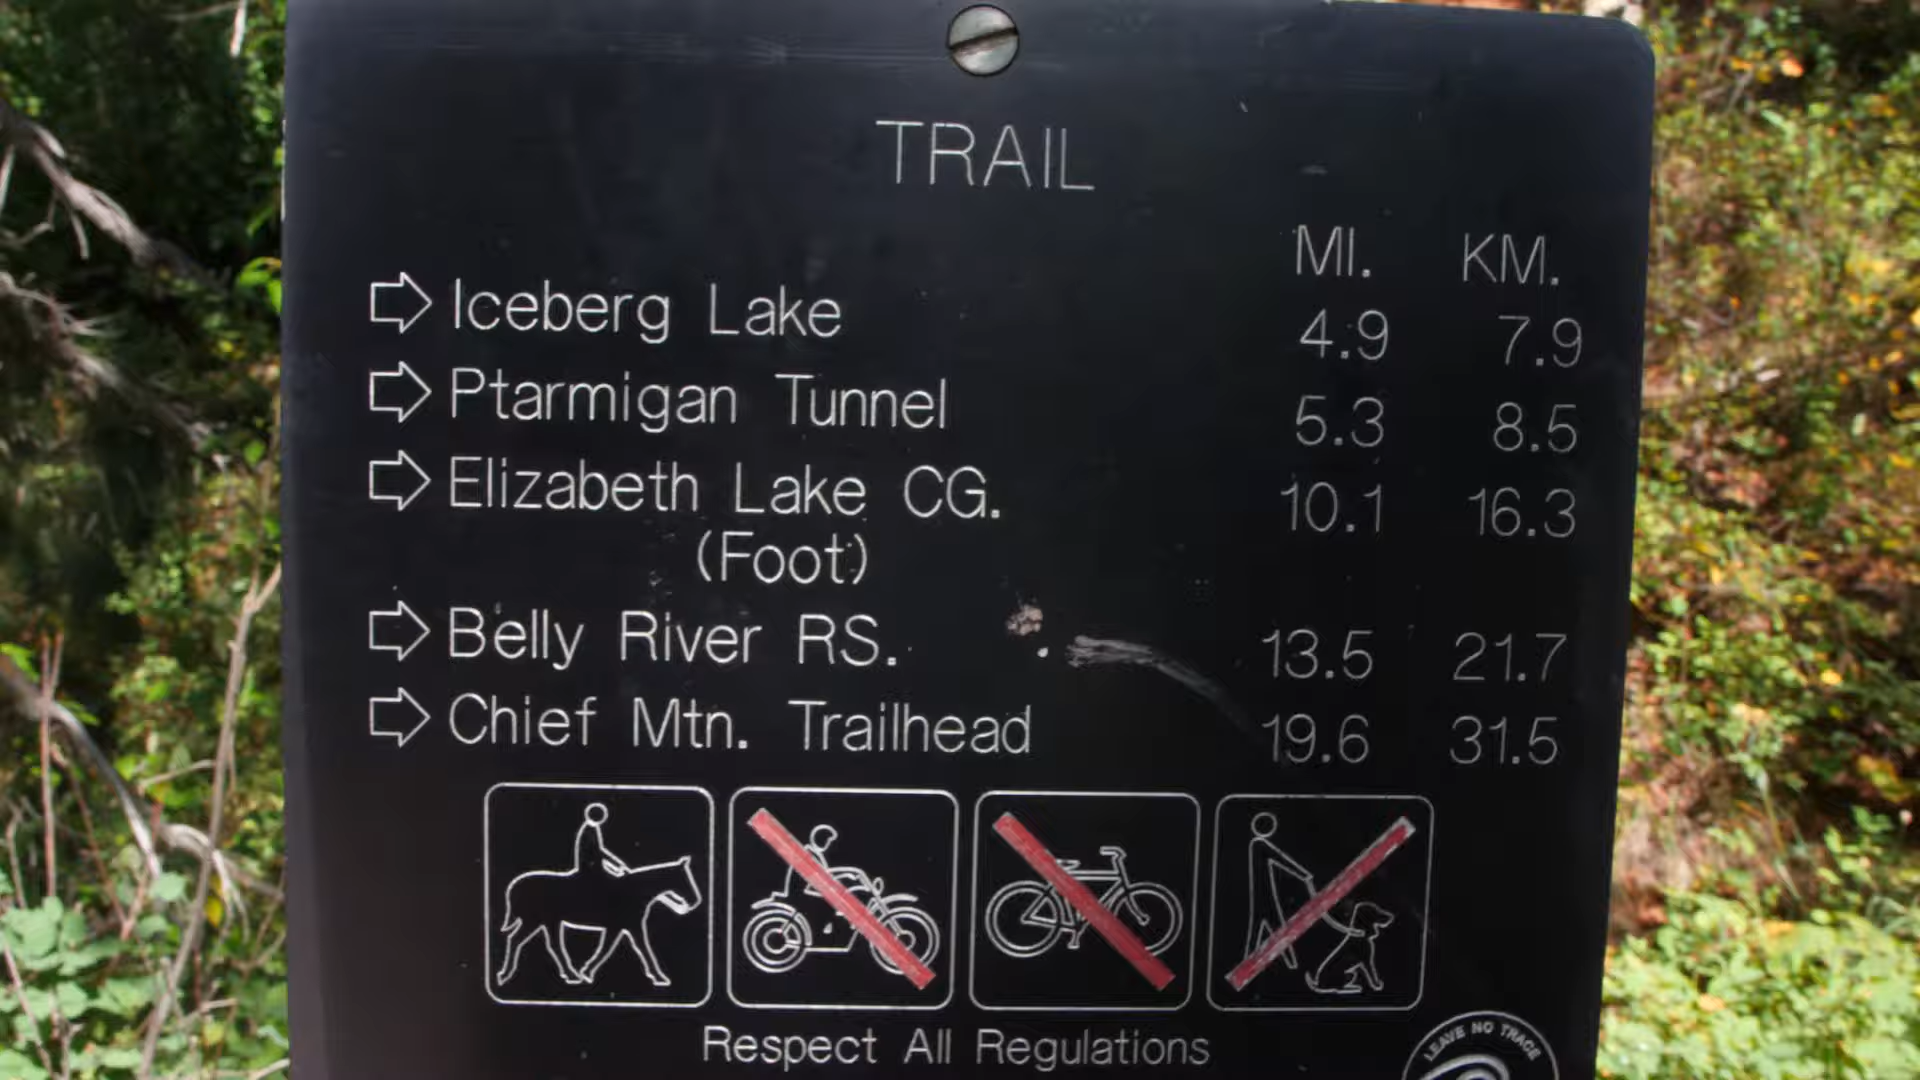 TRAIL
MI. KM.
Iceberg Lake 4.9 7.9
Ptarmigan Tunnel 5.3 8.5
Elizabeth Lake CG. 10.1 16.3
(Foot)
Belly River RS. 13.5 21.7
Chief Mtn. Trailhead 19.6 31.5
Respect All Regulations
LEAVE NO TRACE